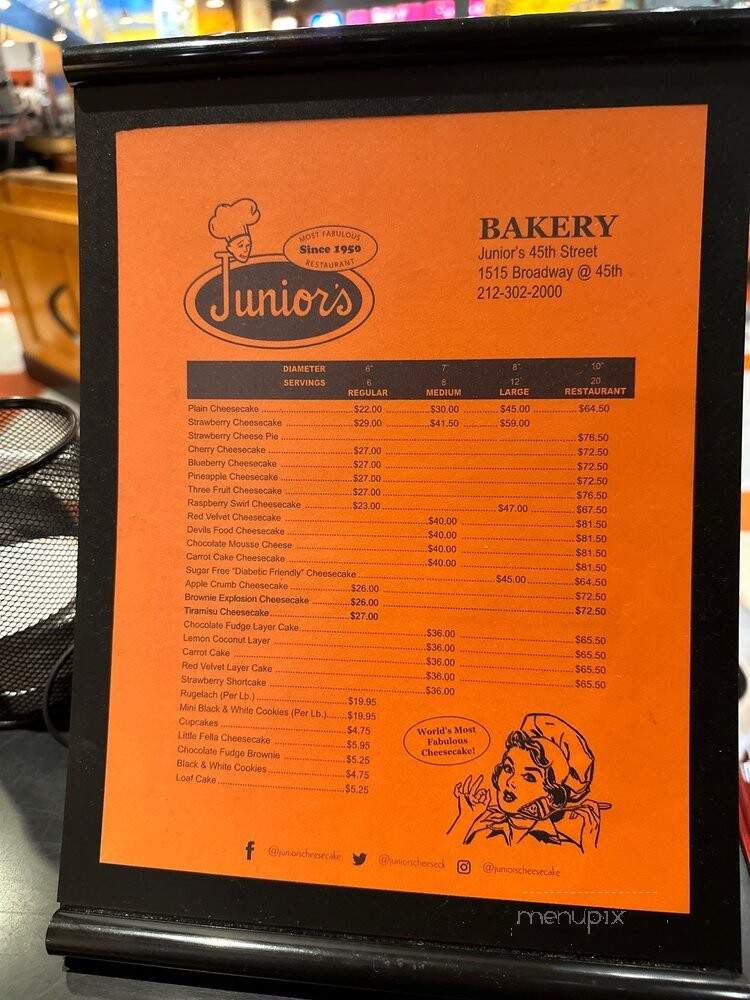 MOST FABULOUS
Since 1950
RESTAURANT
Junior's
BAKERY
Junior's 45th Street
1515 Broadway @ 45th
212-302-2000
DIAMETER 6" 7" 8" 10"
SERVINGS 6 8 12 20
REGULAR MEDIUM LARGE RESTAURANT
Plain Cheesecake $22.00 $30.00 $45.00 $64.50
Strawberry Cheesecake $29.00 $41.50 $59.00
Strawberry Cheese Pie $76.50
Cherry Cheesecake $27.00 $72.50
Blueberry Cheesecake $27.00 $72.50
Pineapple Cheesecake $27.00 $72.50
Three Fruit Cheesecake $27.00 $76.50
Raspberry Swirl Cheesecake $23.00 $47.00 $67.50
Red Velvet Cheesecake $40.00 $81.50
Devils Food Cheesecake $40.00 $81.50
Chocolate Mousse Cheese $40.00 $81.50
Carrot Cake Cheesecake $40.00 $81.50
Sugar Free "Diabetic Friendly" Cheesecake $45.00 $64.50
Apple Crumb Cheesecake $26.00 $72.50
Brownie Explosion Cheesecake $26.00 $72.50
Tiramisu Cheesecake $27.00
Chocolate Fudge Layer Cake $36.00 $65.50
Lemon Coconut Layer $36.00 $65.50
Carrot Cake $36.00 $65.50
Red Velvet Layer Cake $36.00 $65.50
Strawberry Shortcake $36.00
Rugelach (Per Lb.) $19.95
Mini Black & White Cookies (Per Lb.) $19.95
Cupcakes $4.75
Little Fella Cheesecake $5.95
Chocolate Fudge Brownie $5.25
Black & White Cookies $4.75
Loaf Cake $5.25
World's Most
Fabulous
Cheesecake!
@juniorscheesecake @juniorscheeseck @juniorscheesecake
menupix